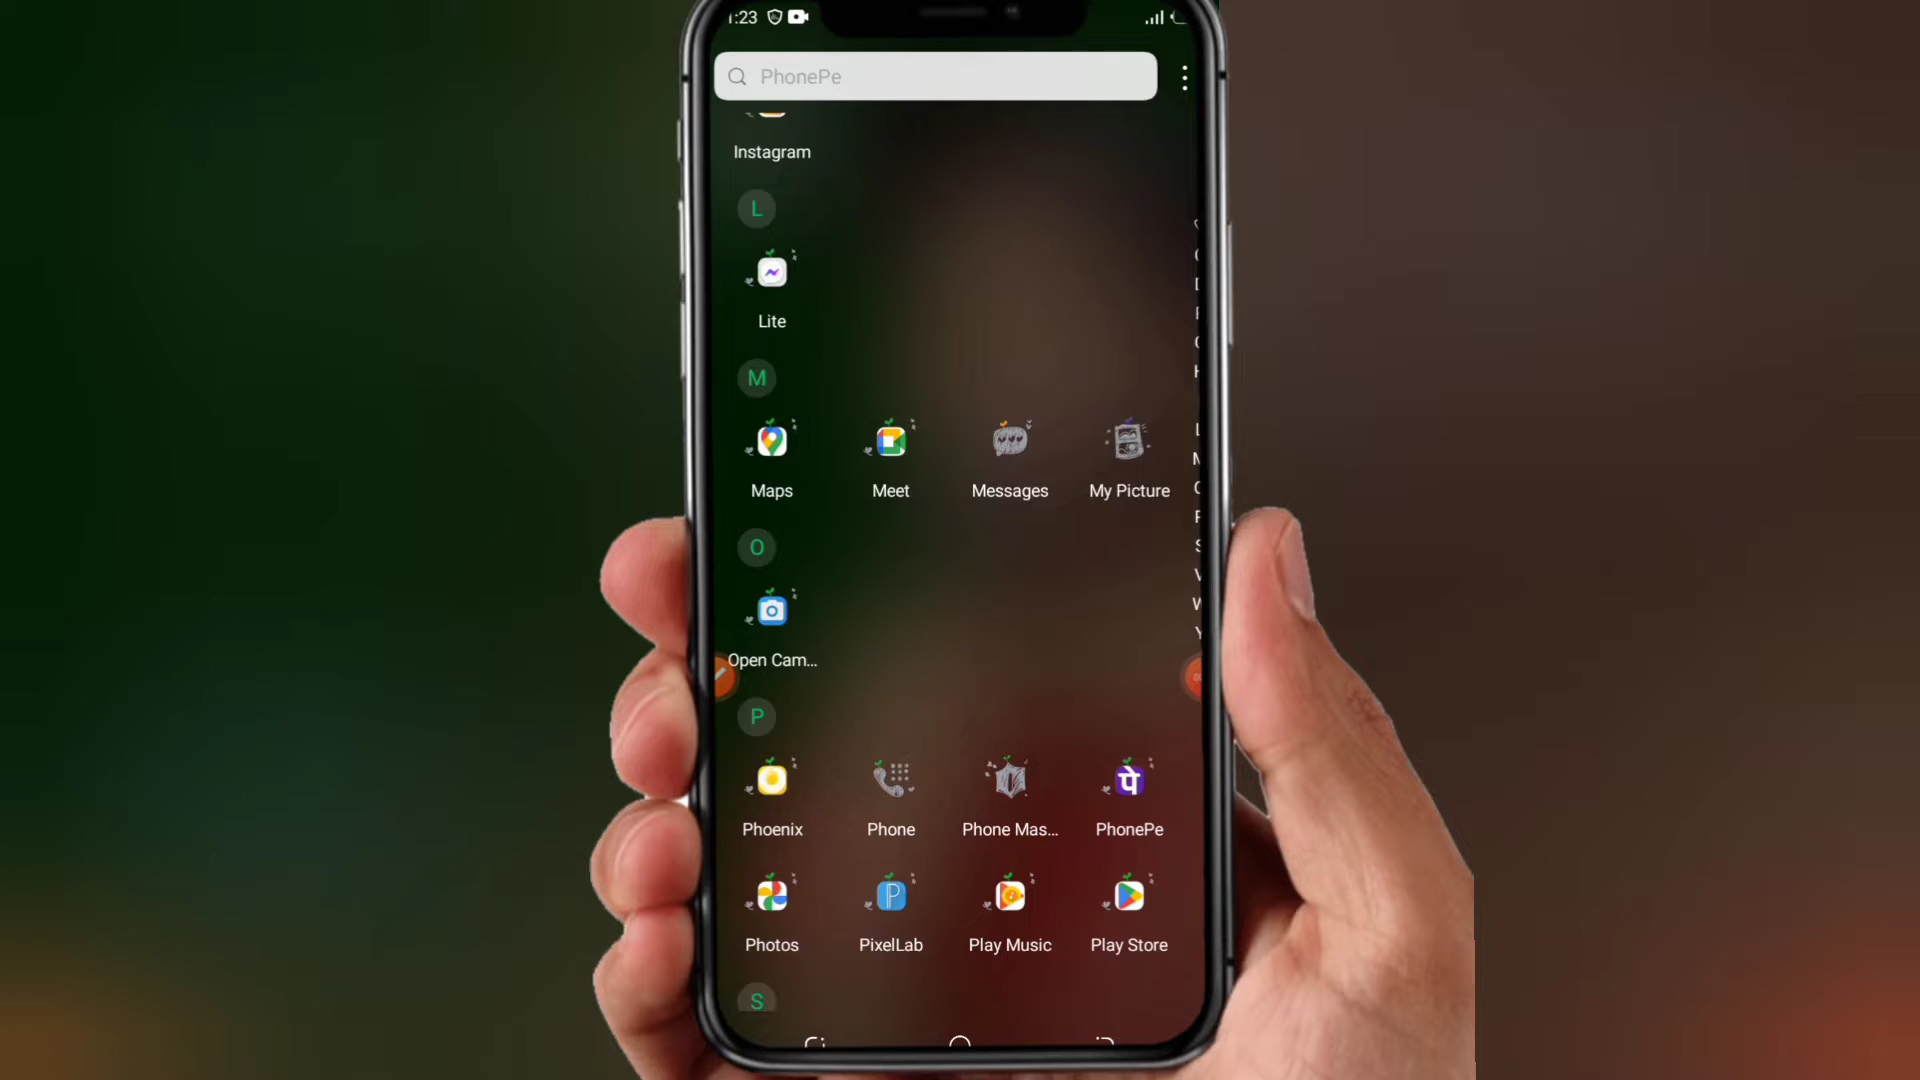 1:23
PhonePe
Instagram
L
Lite
M
Maps Meet Messages My Picture
O
Open Cam...
P
Phoenix Phone Phone Mas... PhonePe
पे
P
Photos PixelLab Play Music Play Store
S